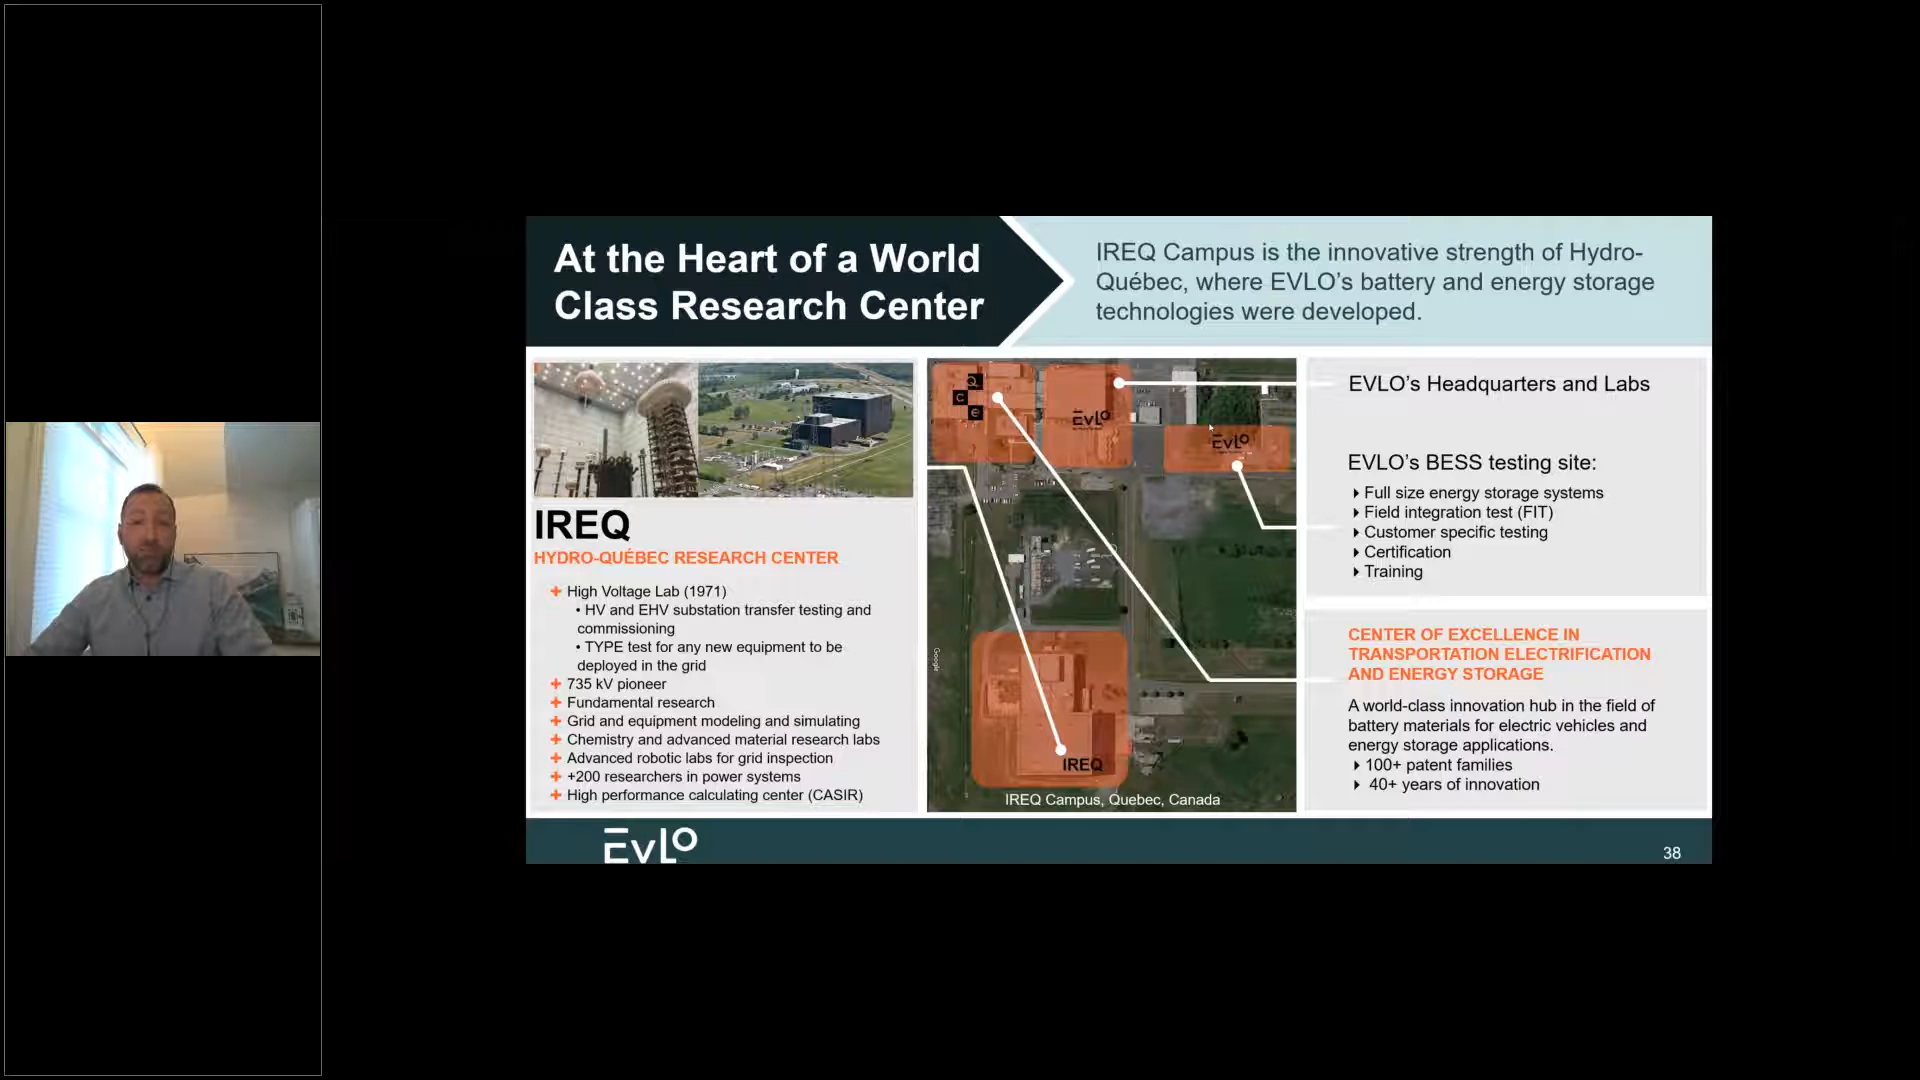 At the Heart of a World
Class Research Center
IREQ Campus is the innovative strength of Hydro-
Québec, where EVLO’s battery and energy storage
technologies were developed.
IREQ
HYDRO-QUÉBEC RESEARCH CENTER
High Voltage Lab (1971)
• HV and EHV substation transfer testing and
commissioning
• TYPE test for any new equipment to be
deployed in the grid
735 kV pioneer
Fundamental research
Grid and equipment modeling and simulating
Chemistry and advanced material research labs
Advanced robotic labs for grid inspection
+200 researchers in power systems
High performance calculating center (CASIR)
C
e
EVLO
EVLO
Google
IREQ
IREQ Campus, Quebec, Canada
EVLO’s Headquarters and Labs
EVLO’s BESS testing site:
Full size energy storage systems
Field integration test (FIT)
Customer specific testing
Certification
Training
CENTER OF EXCELLENCE IN
TRANSPORTATION ELECTRIFICATION
AND ENERGY STORAGE
A world-class innovation hub in the field of
battery materials for electric vehicles and
energy storage applications.
100+ patent families
40+ years of innovation
EVLO
38